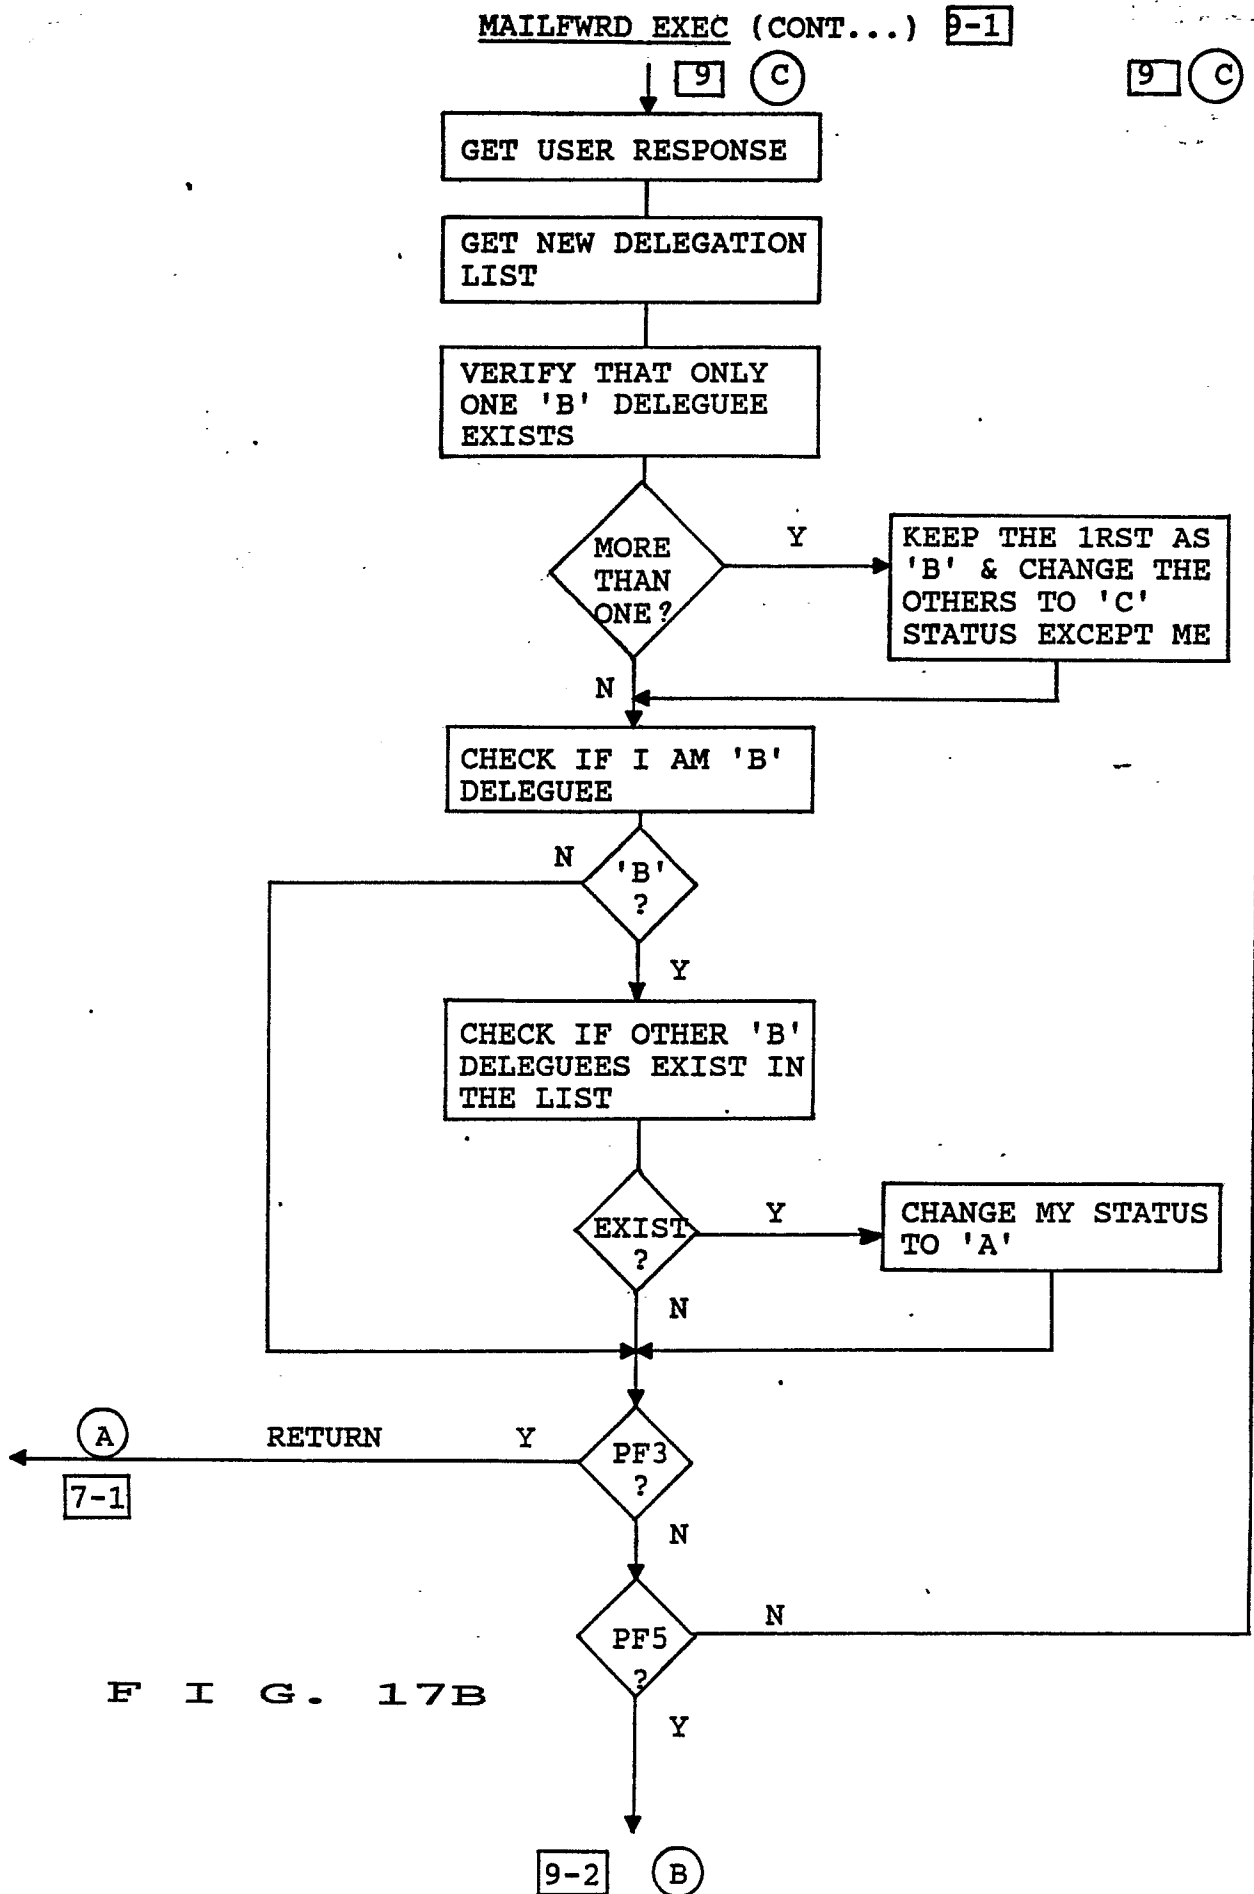 MAILFWRD EXEC (CONT...) 9-1
9 C
9 C
GET USER RESPONSE
GET NEW DELEGATION
LIST
VERIFY THAT ONLY
ONE 'B' DELEGUEE
EXISTS
MORE
THAN
ONE?
Y
KEEP THE 1RST AS
'B' & CHANGE THE
OTHERS TO 'C'
STATUS EXCEPT ME
N
CHECK IF I AM 'B'
DELEGUEE
N
'B'
?
Y
CHECK IF OTHER 'B'
DELEGUEES EXIST IN
THE LIST
EXIST
?
Y
CHANGE MY STATUS
TO 'A'
N
A
RETURN
Y
PF3
?
7-1
N
PF5
?
N
FIG. 17B
Y
9-2 B